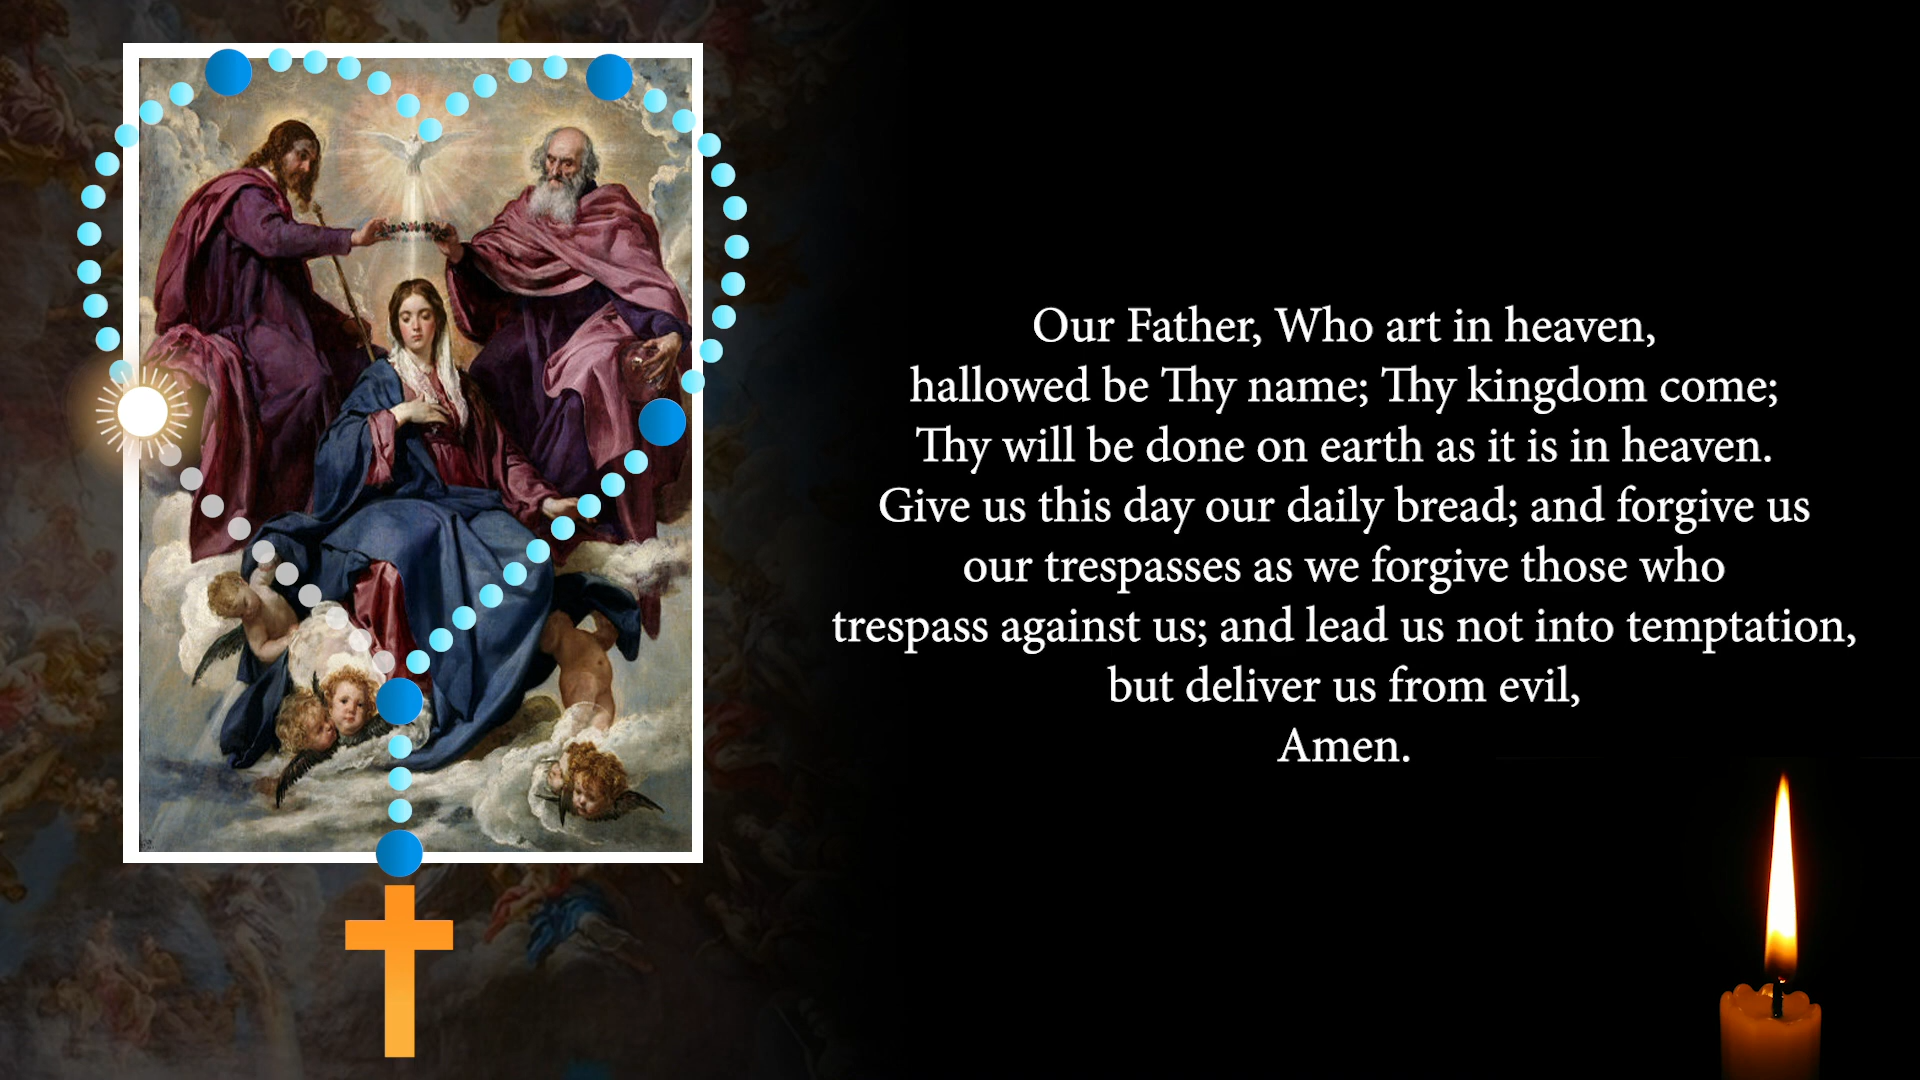 Our Father, Who art in heaven,
hallowed be Thy name; Thy kingdom come;
Thy will be done on earth as it is in heaven.
Give us this day our daily bread; and forgive us
our trespasses as we forgive those who
trespass against us; and lead us not into temptation,
but deliver us from evil,
Amen.